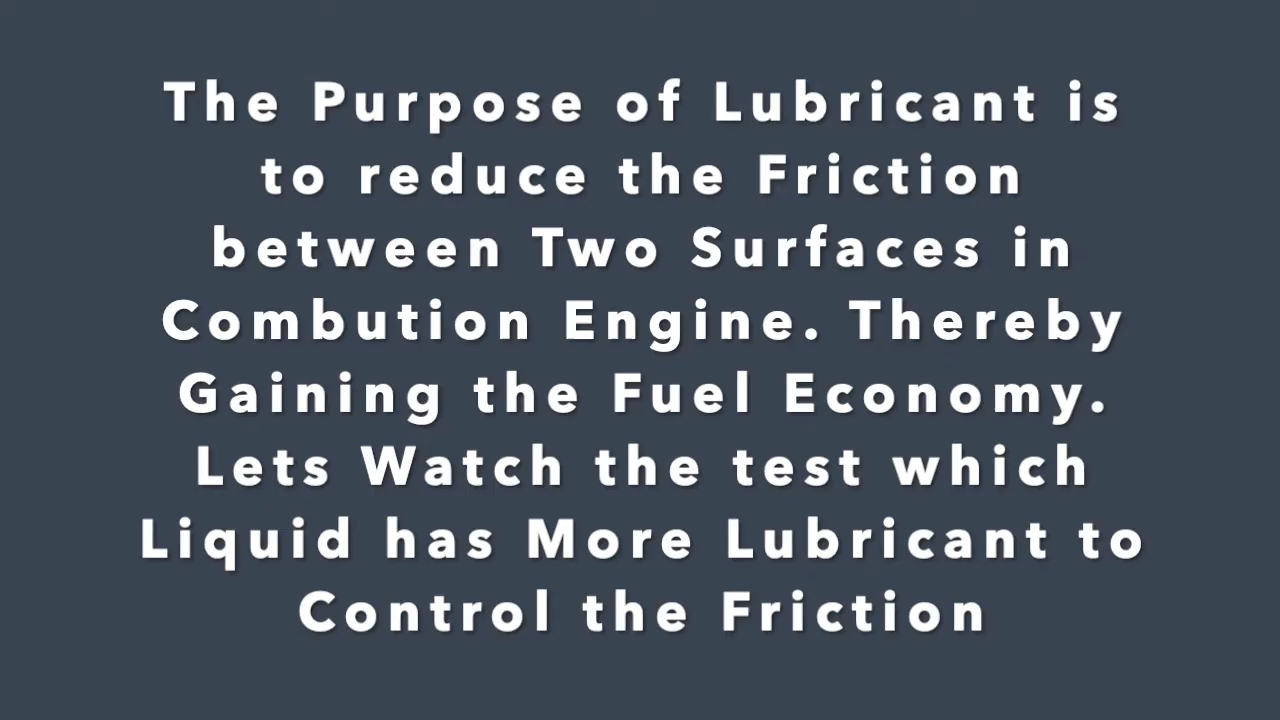 The Purpose of Lubricant is
to reduce the Friction
between Two Surfaces in
Combution Engine. Thereby
Gaining the Fuel Economy.
Lets Watch the test which
Liquid has More Lubricant to
Control the Friction